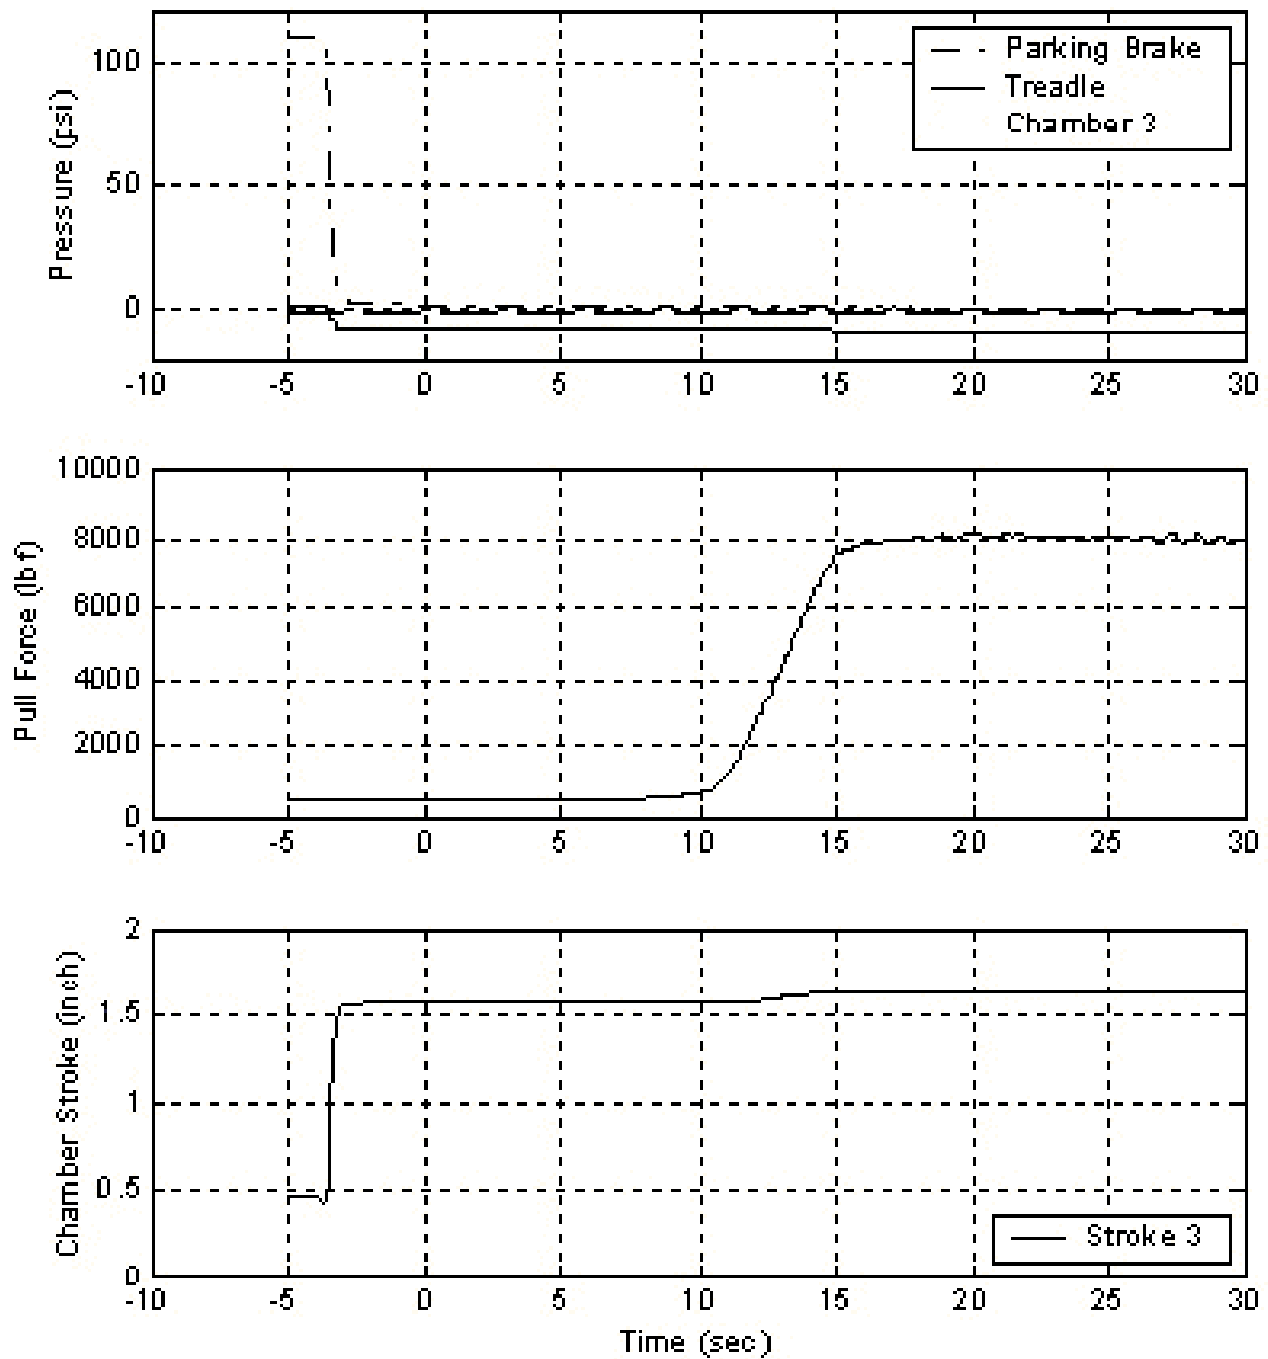 Parking Brake
Treadle
Chamber 3
Pressure (psi)
100
50
0
-10 -5 0 5 10 15 20 25 30
Pull Force (lbf)
10000
8000
6000
4000
2000
0
-10 -5 0 5 10 15 20 25 30
Chamber Stroke (inch)
2
1.5
1
0.5
0
Stroke 3
-10 -5 0 5 10 15 20 25 30
Time (sec)